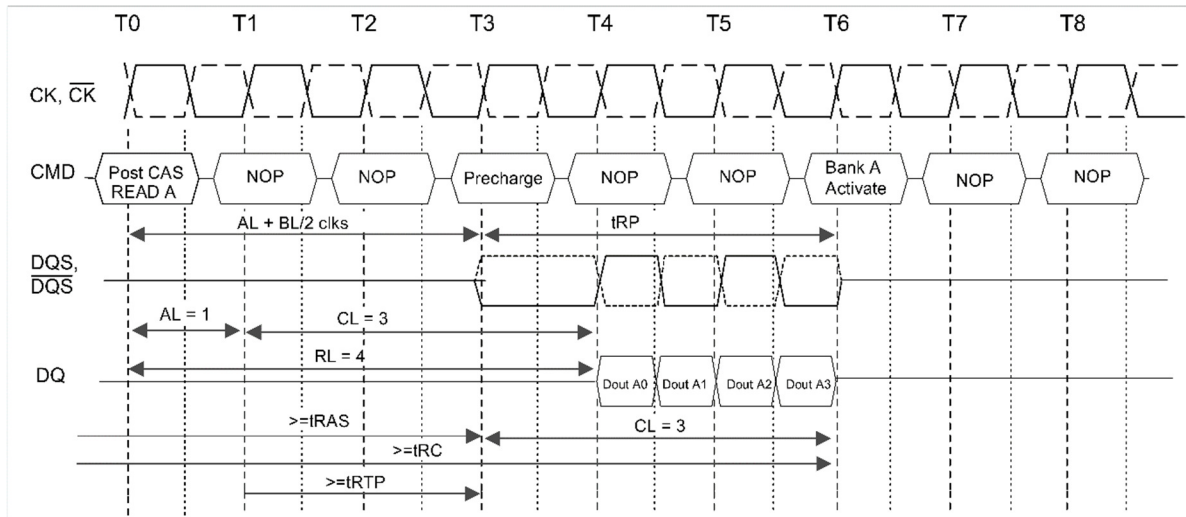 T0 T1 T2 T3 T4 T5 T6 T7 T8
CK, CK
CMD
Post CAS
READ A
NOP
NOP
Precharge
NOP
NOP
Bank A
Activate
NOP
NOP
AL + BL/2 clks
tRP
DQS,
DQS
AL = 1
CL = 3
RL = 4
DQ
Dout A0
Dout A1
Dout A2
Dout A3
>=tRAS
CL = 3
>=tRC
>=tRTP